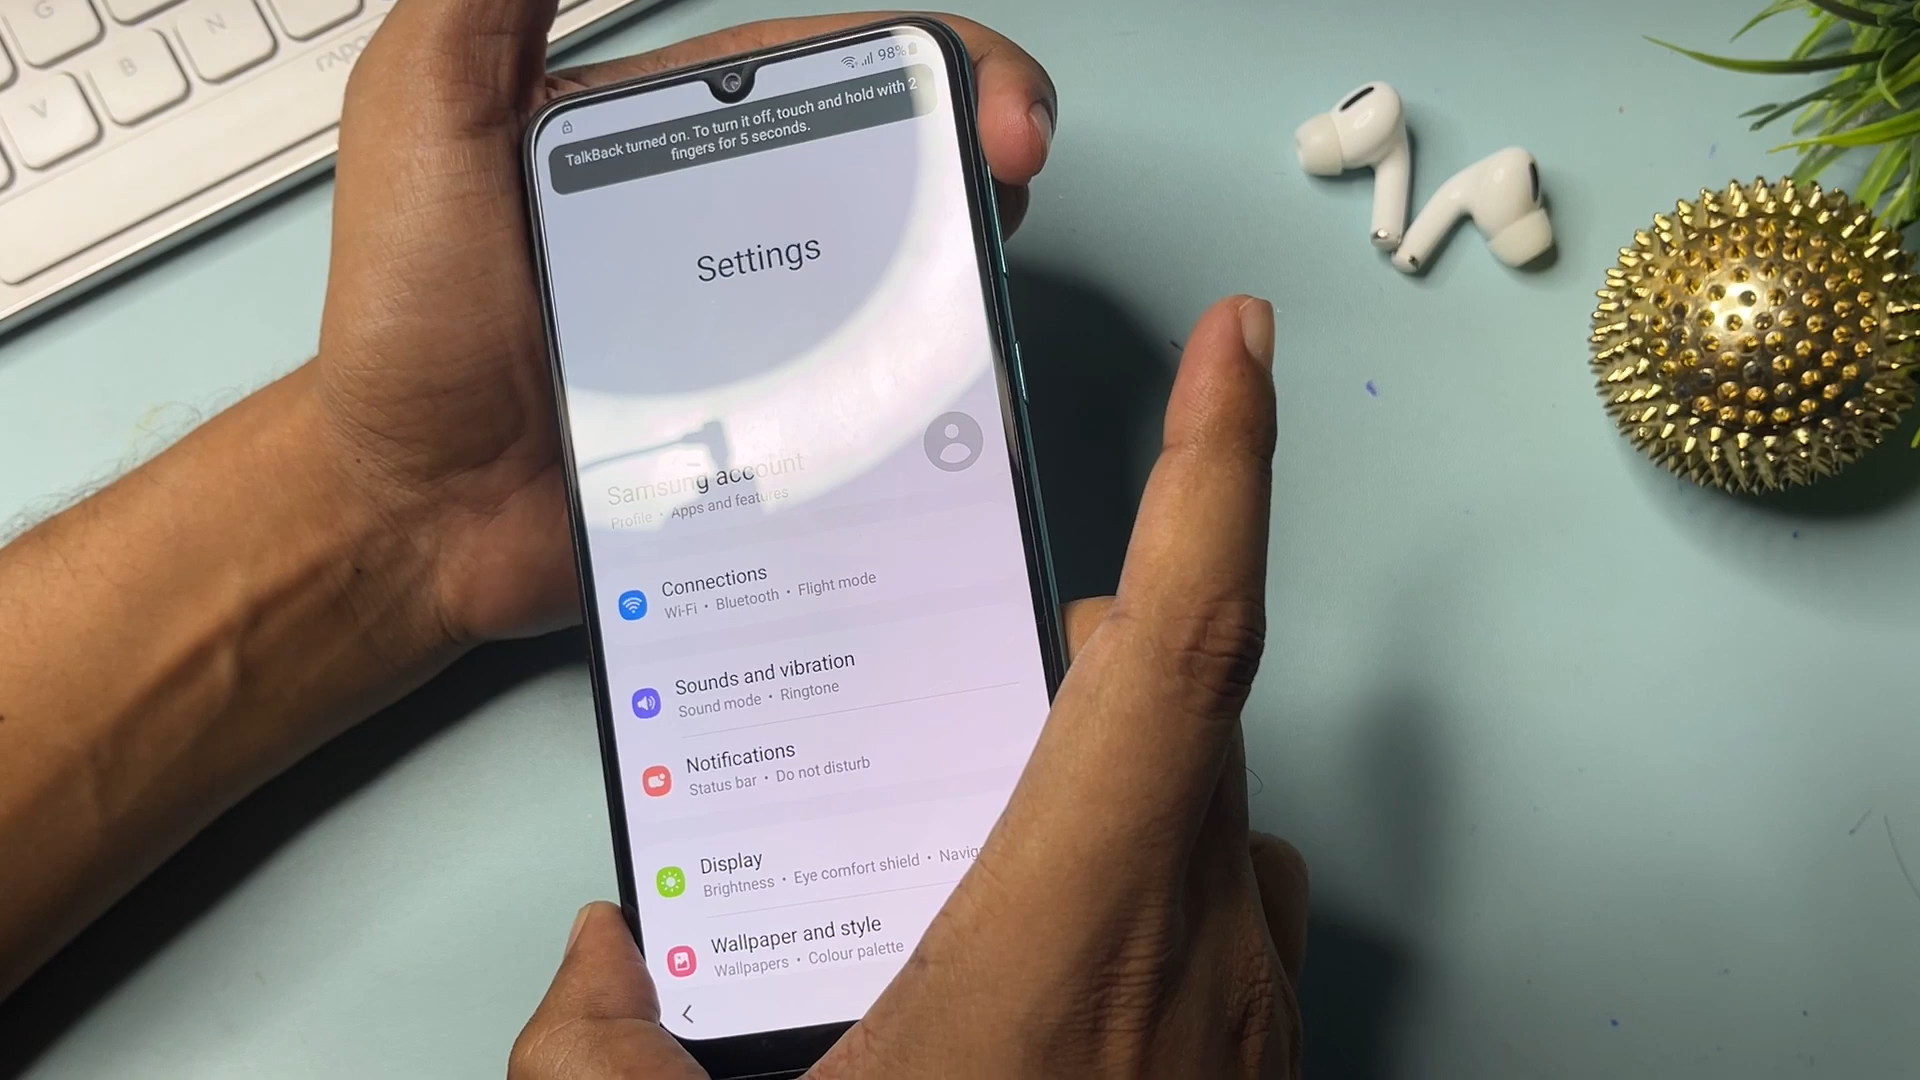 G
V
B
N
RAPOO
98%
TalkBack turned on. To turn it off, touch and hold with 2
fingers for 5 seconds.
Settings
Samsung account
Profile • Apps and features
Connections
Wi-Fi • Bluetooth • Flight mode
Sounds and vibration
Sound mode • Ringtone
Notifications
Status bar • Do not disturb
Display
Brightness • Eye comfort shield • Navig
Wallpaper and style
Wallpapers • Colour palette